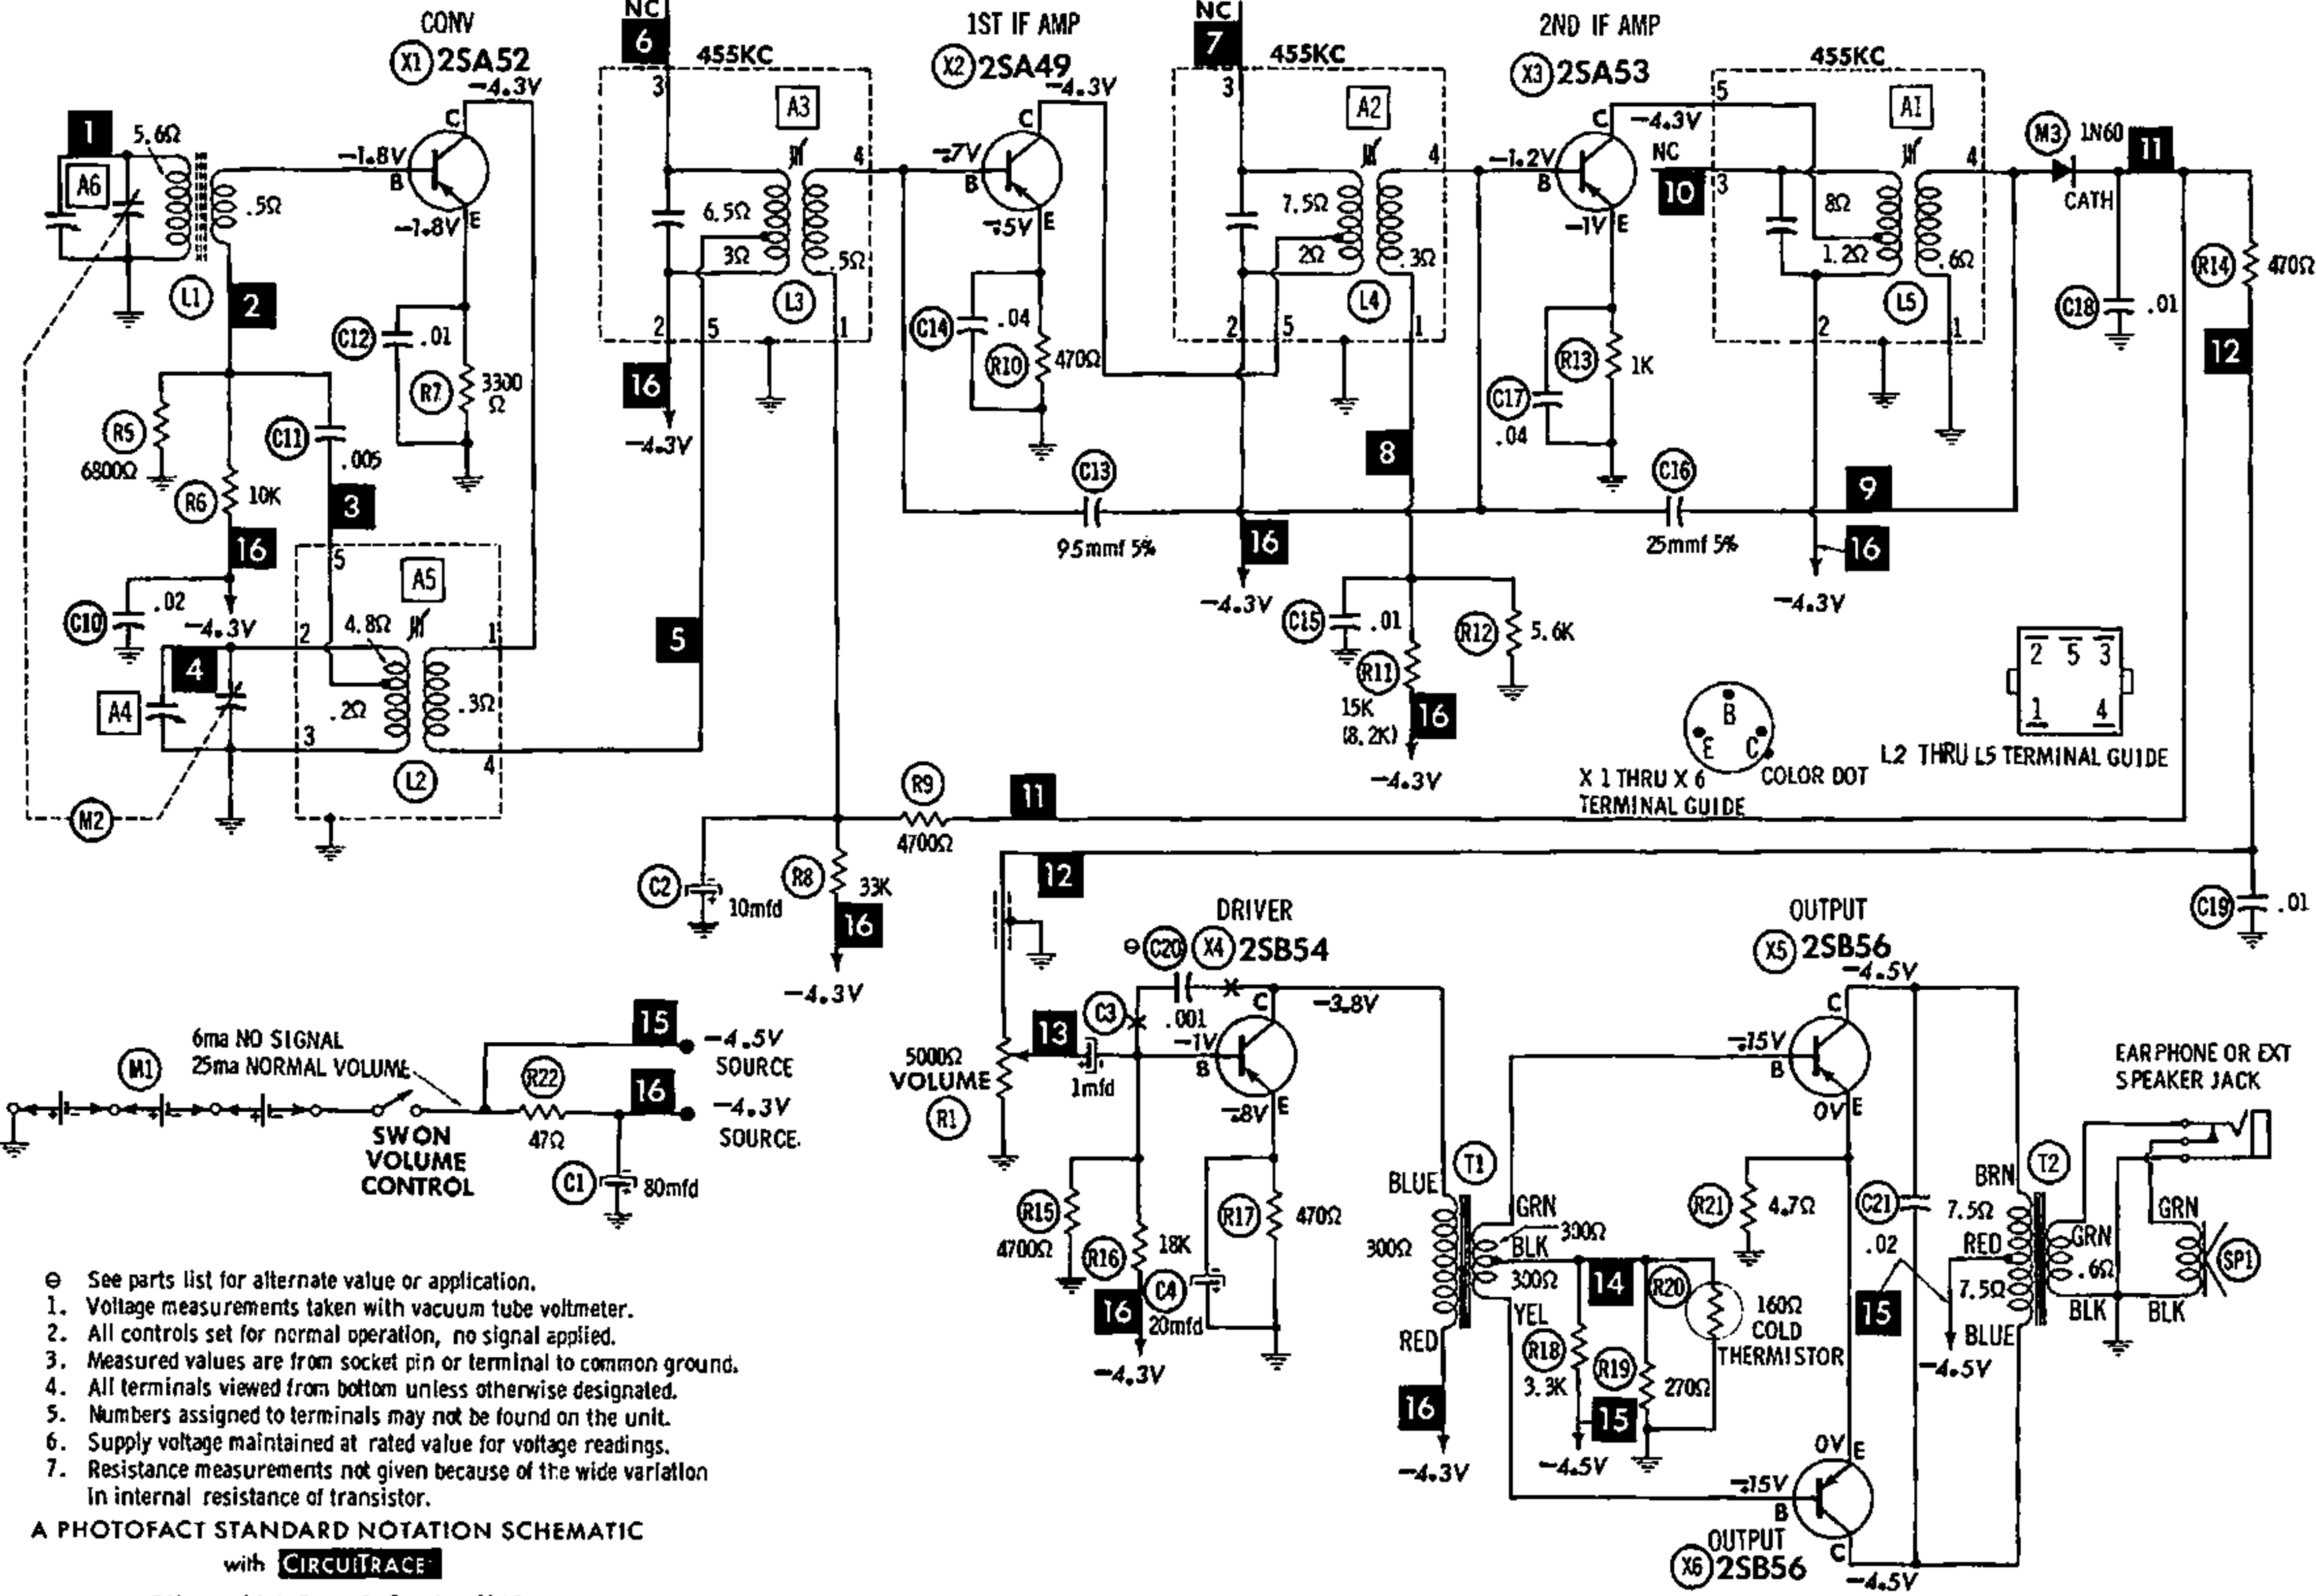 CONV
X1 2SA52
-4.3V
C
-1.8V
B
-1.8V
E
1
5.6Ω
A6
.5Ω
L1
2
C12
.01
R7
3300
Ω
R5
6800Ω
C11
.005
R6
10K
3
16
C10
.02
-4.3V
4
A4
M2
5
A5
2
4.8Ω
1
.2Ω
.3Ω
3
4
L2
NC
6
455KC
3
A3
6.5Ω
3Ω
4
.5Ω
L3
2
5
1
16
-4.3V
5
1ST IF AMP
X2 2SA49
-4.3V
C
-.7V
B
-.5V
E
C14
.04
R10
470Ω
C13
95mmf 5%
NC
7
455KC
3
A2
7.5Ω
2Ω
4
.3Ω
L4
2
5
1
8
16
-4.3V
C15
.01
R12
5.6K
R11
15K
(8.2K)
16
-4.3V
2ND IF AMP
X3 2SA53
C
-4.3V
-1.2V
B
-1V
E
R13
1K
C17
.04
C16
25mmf 5%
NC
10
455KC
5
A1
3
8Ω
1.2Ω
4
.6Ω
L5
2
1
9
16
-4.3V
M3 1N60
CATH
11
C18
.01
R14
470Ω
12
B
E
C
COLOR DOT
X 1 THRU X 6
TERMINAL GUIDE
2 5 3
1 4
L2 THRU L5 TERMINAL GUIDE
R9
4700Ω
11
C2
10mfd
R8
33K
16
-4.3V
12
C19
.01
M1
6ma NO SIGNAL
25ma NORMAL VOLUME
SW ON
VOLUME
CONTROL
R22
47Ω
15
-4.5V
SOURCE
16
-4.3V
SOURCE.
C1
80mfd
5000Ω
VOLUME
R1
13
C3
1mfd
DRIVER
⊖ C20
X4 2SB54
.001
C
-3.8V
-1V
B
-.8V
E
R15
4700Ω
R16
18K
16
-4.3V
C4
20mfd
R17
470Ω
T1
BLUE
300Ω
RED
16
-4.3V
GRN
300Ω
BLK
300Ω
YEL
14
R18
3.3K
15
-4.5V
R19
270Ω
R20
160Ω
COLD
THERMISTOR
OUTPUT
X5 2SB56
-4.5V
C
-.15V
B
0V
E
R21
4.7Ω
C21
.02
15
-4.5V
BRN
7.5Ω
RED
7.5Ω
BLUE
T2
GRN
.6Ω
BLK
EARPHONE OR EXT
SPEAKER JACK
GRN
SP1
BLK
0V
E
-.15V
B
C
OUTPUT
X6 2SB56
-4.5V
⊖ See parts list for alternate value or application.
1. Voltage measurements taken with vacuum tube voltmeter.
2. All controls set for normal operation, no signal applied.
3. Measured values are from socket pin or terminal to common ground.
4. All terminals viewed from bottom unless otherwise designated.
5. Numbers assigned to terminals may not be found on the unit.
6. Supply voltage maintained at rated value for voltage readings.
7. Resistance measurements not given because of the wide variation
In internal resistance of transistor.
A PHOTOFACT STANDARD NOTATION SCHEMATIC
with CIRCUITRACE